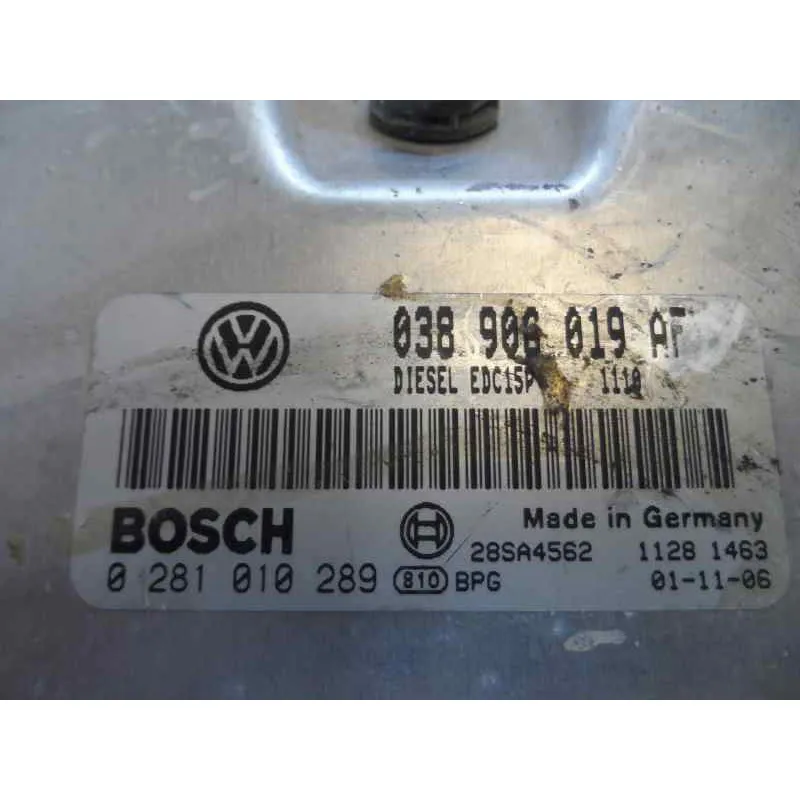 038 906 019 AF
DIESEL EDC15P 1110
BOSCH
Made in Germany
28SA4562 1128 1463
0 281 010 289 810 BPG 01-11-06